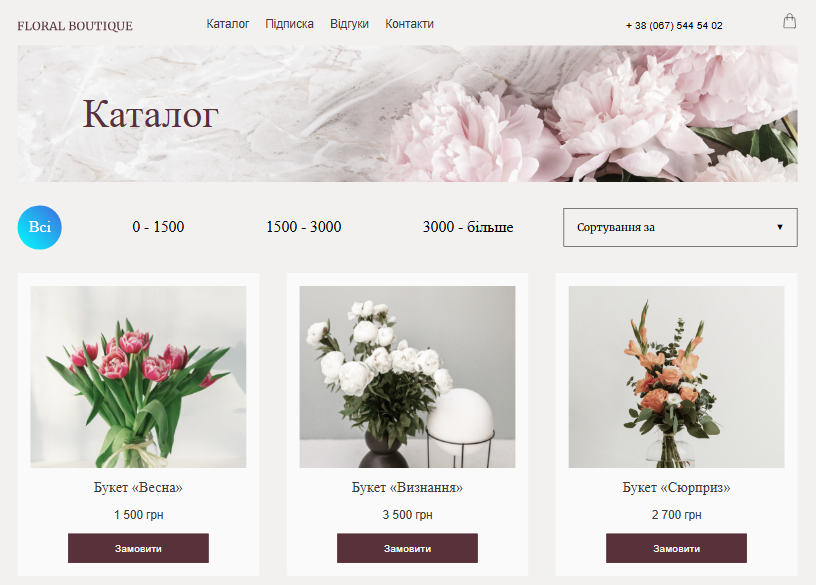 FLORAL BOUTIQUE Каталог Підписка Відгуки Контакти + 38 (067) 544 54 02
Каталог
Всі 0 - 1500 1500 - 3000 3000 - більше Сортування за
Букет «Весна» Букет «Визнання» Букет «Сюрприз»
1 500 грн 3 500 грн 2 700 грн
Замовити Замовити Замовити